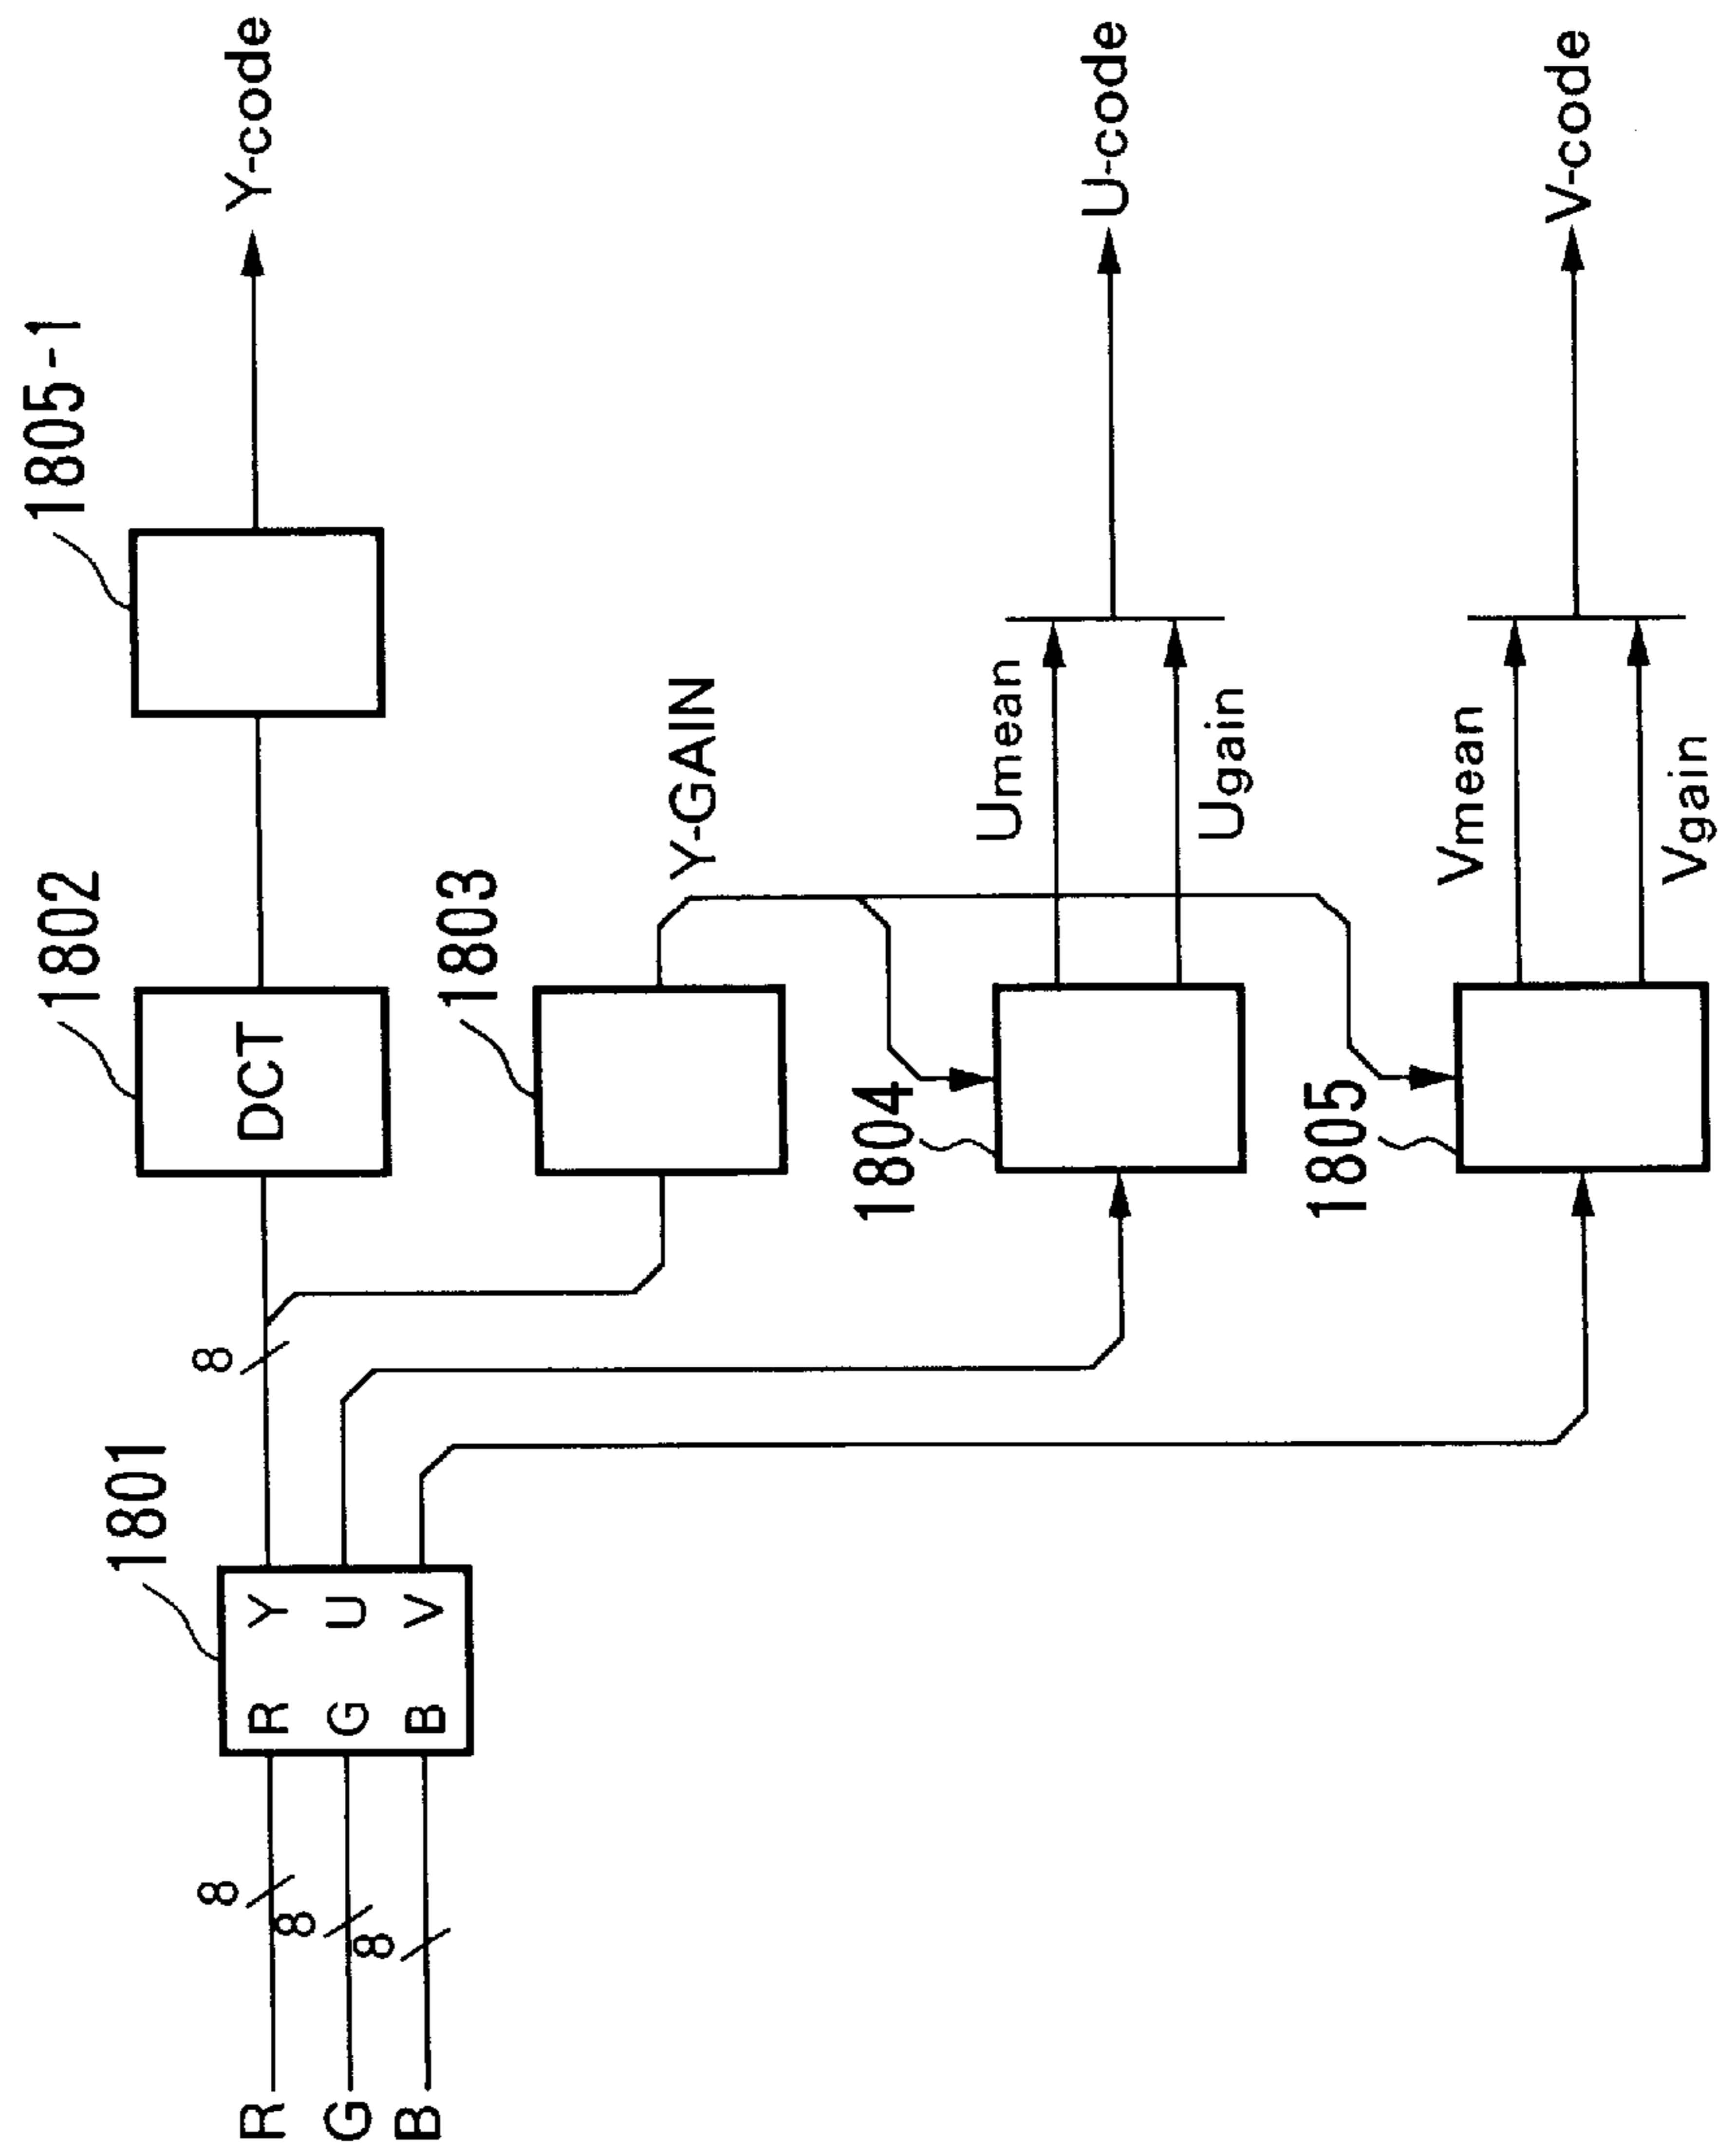 R
G
B
8
8
8
1801
R Y
G U
B V
8
1802
DCT
1803
1804
1805
Y-GAIN
1805-1
Umean
Ugain
Vmean
Vgain
Y-code
U-code
V-code